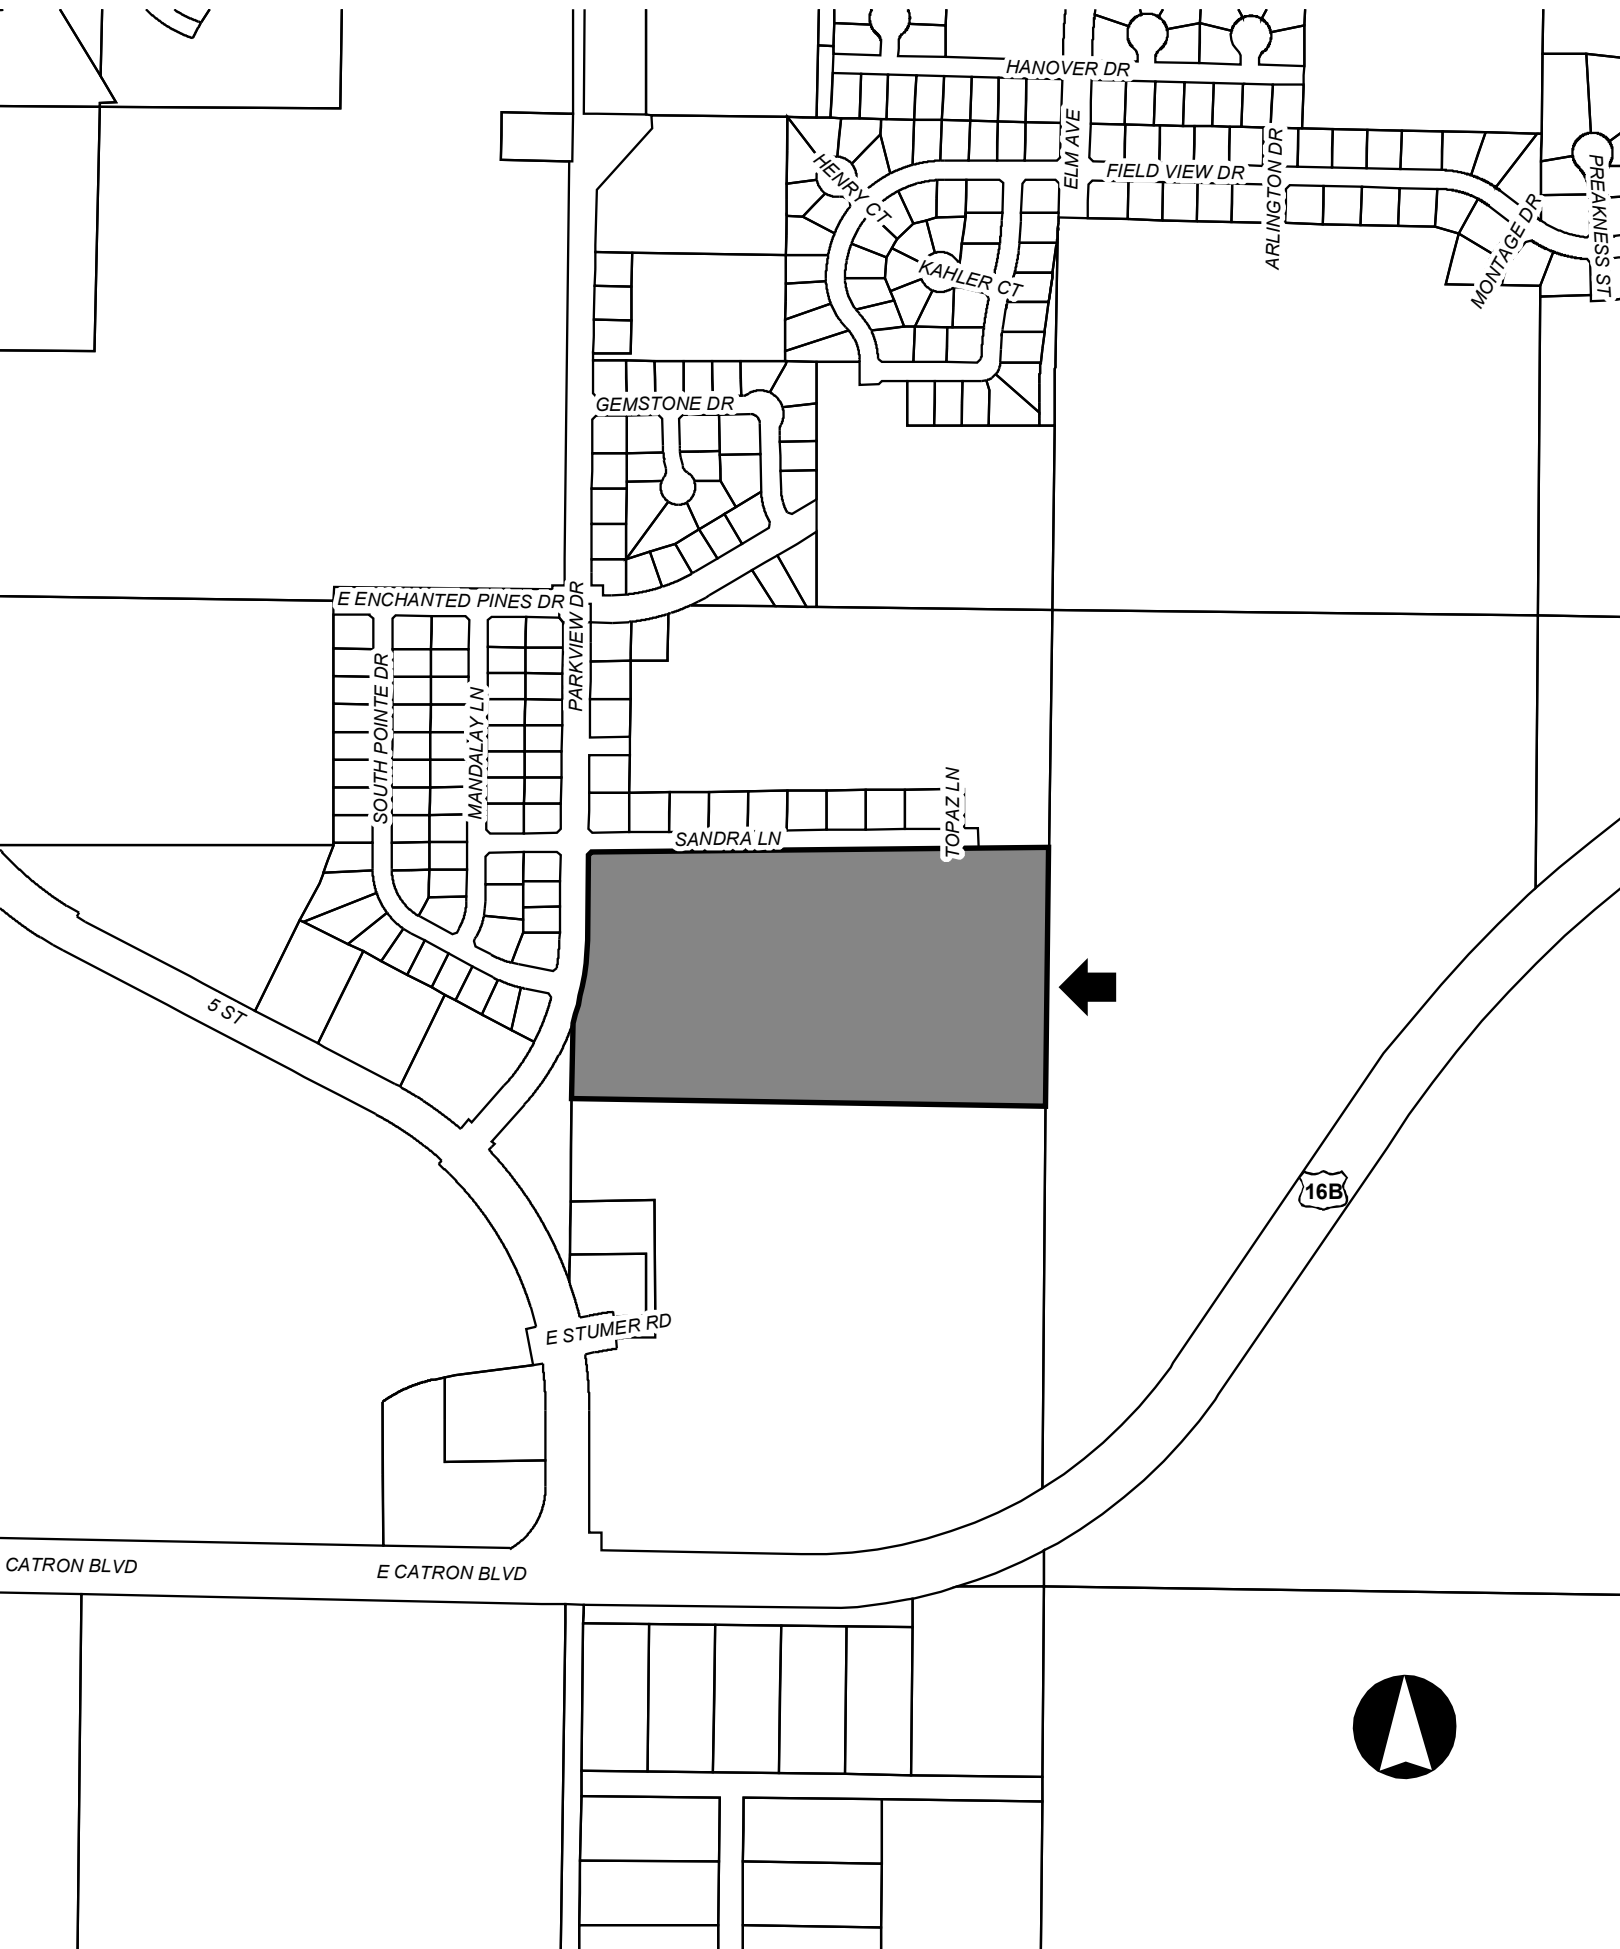 HANOVER DR
ELM AVE
FIELD VIEW DR
ARLINGTON DR
PREAKNESS ST
MONTAGE DR
HENRY CT
KAHLER CT
GEMSTONE DR
E ENCHANTED PINES DR
PARKVIEW DR
SOUTH POINTE DR
MANDALAY LN
TOPAZ LN
SANDRA LN
5 ST
16B
E STUMER RD
CATRON BLVD
E CATRON BLVD